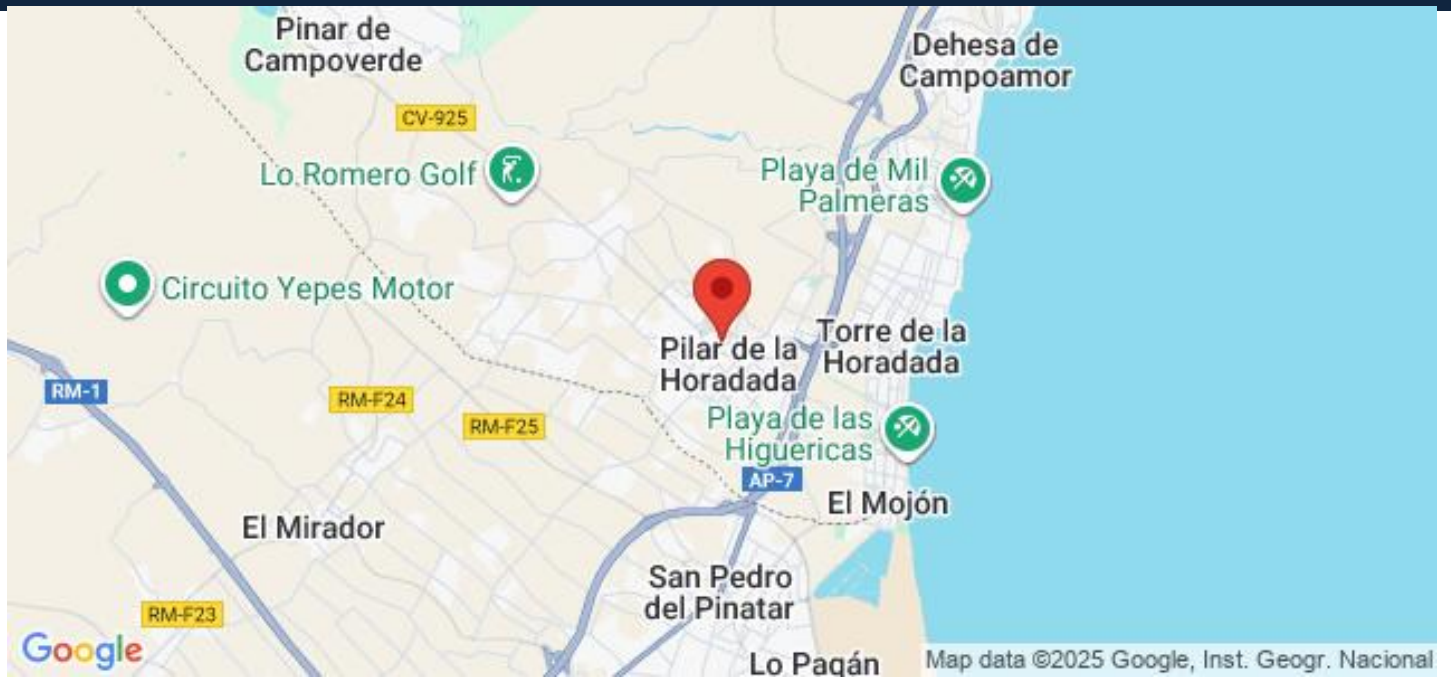 Pinar de
Campoverde
Dehesa de
Campoamor
CV-925
Lo Romero Golf
Playa de Mil
Palmeras
Circuito Yepes Motor
Pilar de la
Horadada
Torre de la
Horadada
RM-1
RM-F24
RM-F25
Playa de las
Higuericas
AP-7
El Mojón
El Mirador
San Pedro
del Pinatar
RM-F23
Google
Lo Pagán
Map data ©2025 Google, Inst. Geogr. Nacional